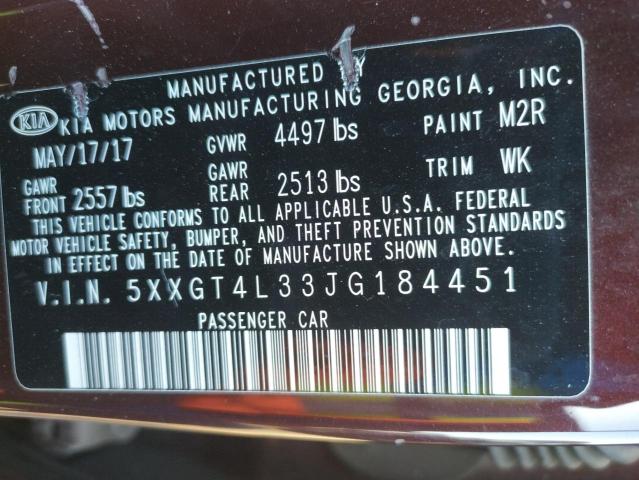 MANUFACTURED BY
KIA KIA MOTORS MANUFACTURING GEORGIA, INC.
MAY/17/17 GVWR 4497 lbs PAINT M2R
GAWR FRONT 2557 lbs GAWR REAR 2513 lbs TRIM WK
THIS VEHICLE CONFORMS TO ALL APPLICABLE U.S.A. FEDERAL
MOTOR VEHICLE SAFETY, BUMPER, AND THEFT PREVENTION STANDARDS
IN EFFECT ON THE DATE OF MANUFACTURE SHOWN ABOVE.
V.I.N. 5XXGT4L33JG184451
PASSENGER CAR